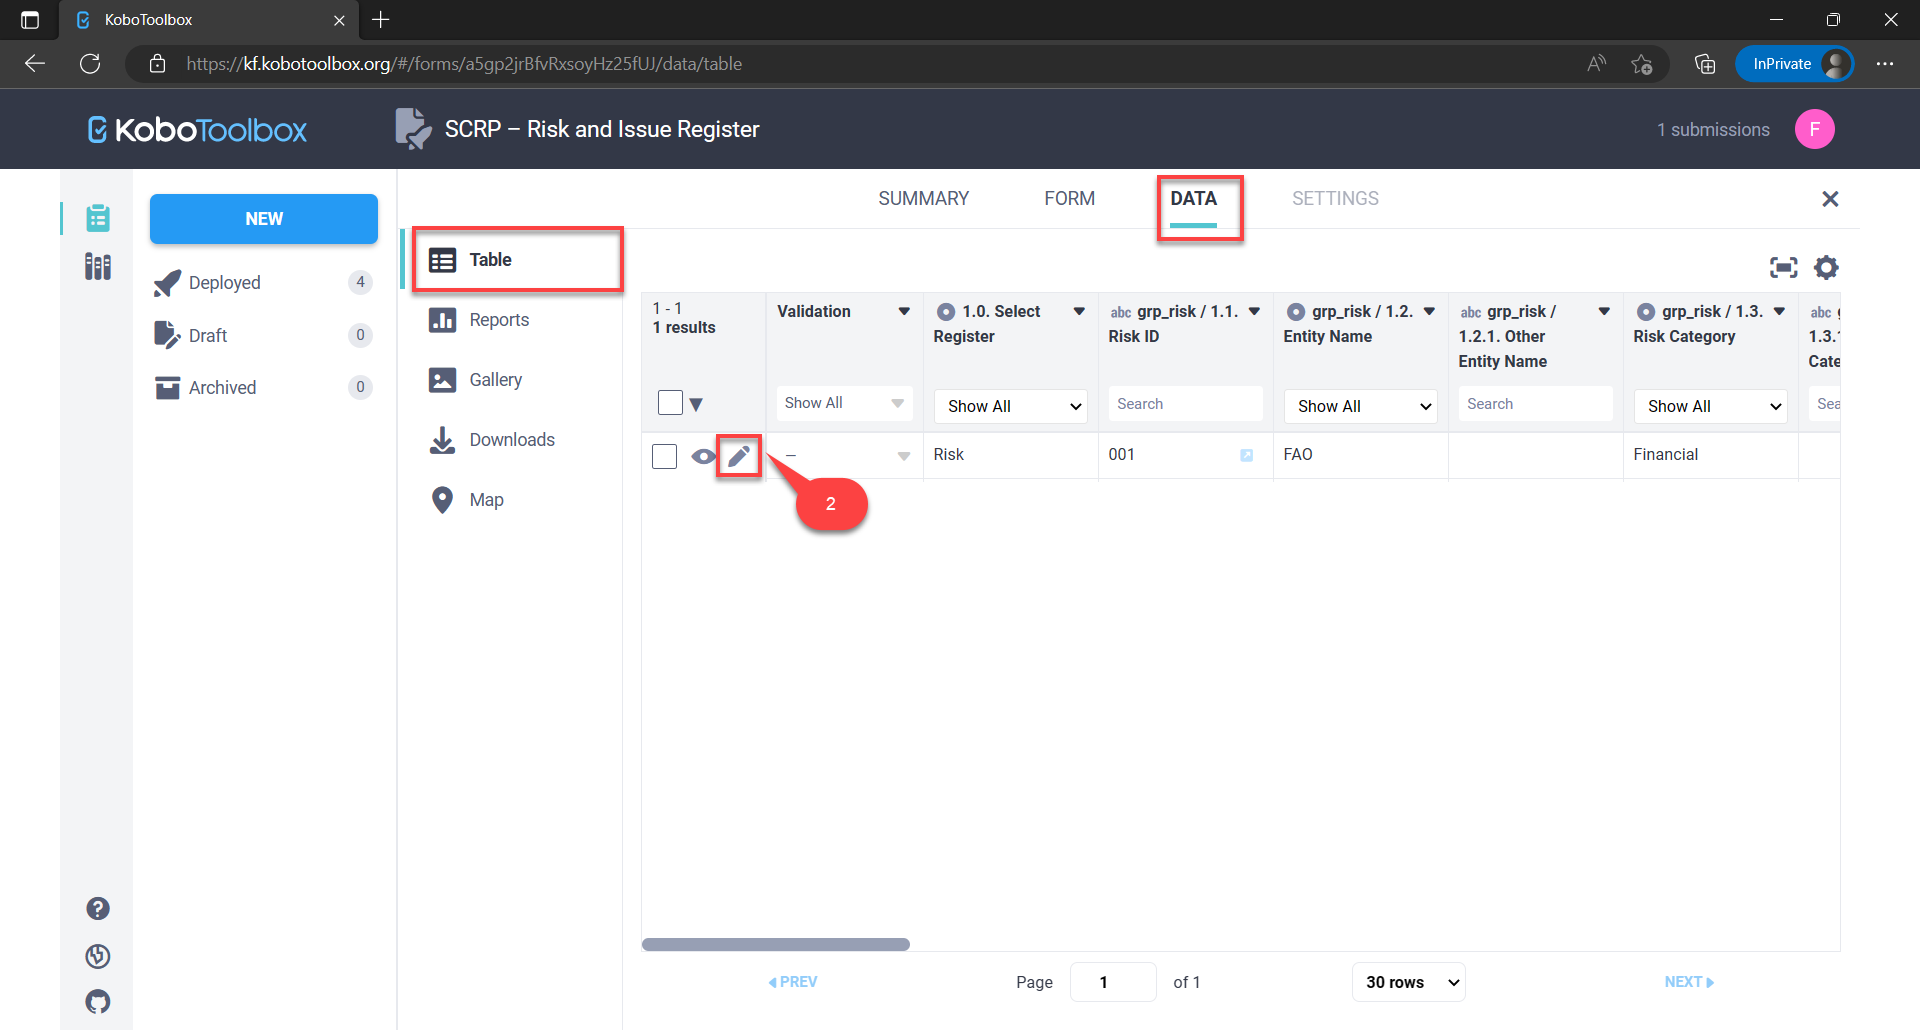 KoboToolbox
https://kf.kobotoolbox.org/#/forms/a5gp2jrBfvRxsoyHz25fUJ/data/table
InPrivate
KoboToolbox
SCRP – Risk and Issue Register
1 submissions
F
NEW
Deployed 4
Draft 0
Archived 0
SUMMARY FORM DATA SETTINGS
Table
Reports
Gallery
Downloads
Map
1 - 1
1 results
Validation
Show All
1.0. Select
Register
Show All
abc grp_risk / 1.1.
Risk ID
Search
grp_risk / 1.2.
Entity Name
Show All
abc grp_risk /
1.2.1. Other
Entity Name
Search
grp_risk / 1.3.
Risk Category
Show All
abc
1.3.1
Cate
Sea
– Risk 001 FAO Financial
2
PREV Page 1 of 1 30 rows NEXT